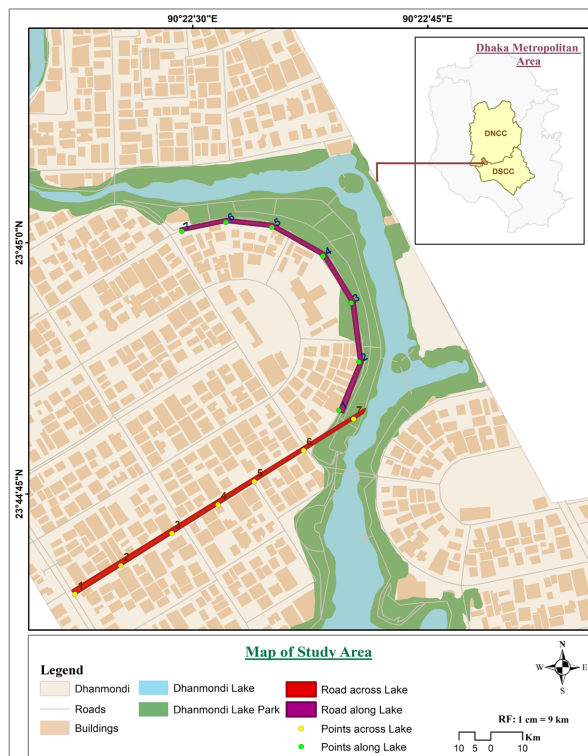 90°22'30"E
90°22'45"E
Dhaka Metropolitan
Area
DNCC
DSCC
23°45'0"N
23°44'45"N
7
6
5
4
3
2
1
7
6
5
4
3
2
1
Map of Study Area
Legend
Dhanmondi
Roads
Buildings
Dhanmondi Lake
Dhanmondi Lake Park
Road across Lake
Road along Lake
Points across Lake
Points along Lake
N
W
E
S
RF: 1 cm = 9 km
10 5 0 10
Km